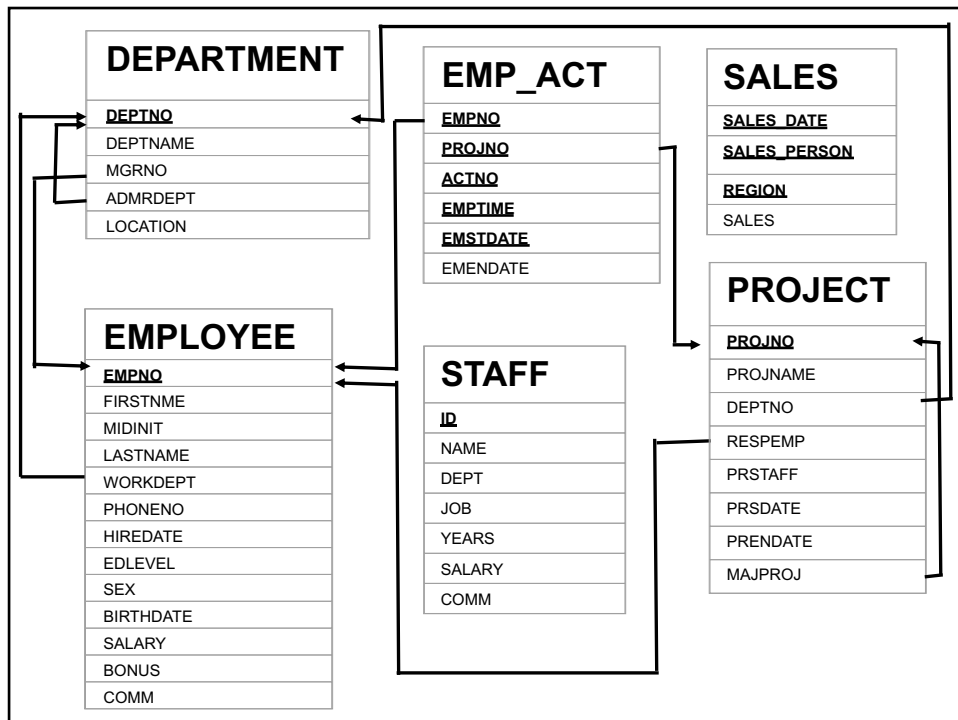 DEPARTMENT
DEPTNO
DEPTNAME
MGRNO
ADMRDEPT
LOCATION
EMP_ACT
EMPNO
PROJNO
ACTNO
EMPTIME
EMSTDATE
EMENDATE
SALES
SALES_DATE
SALES_PERSON
REGION
SALES
EMPLOYEE
EMPNO
FIRSTNME
MIDINIT
LASTNAME
WORKDEPT
PHONENO
HIREDATE
EDLEVEL
SEX
BIRTHDATE
SALARY
BONUS
COMM
STAFF
ID
NAME
DEPT
JOB
YEARS
SALARY
COMM
PROJECT
PROJNO
PROJNAME
DEPTNO
RESPEMP
PRSTAFF
PRSDATE
PRENDATE
MAJPROJ